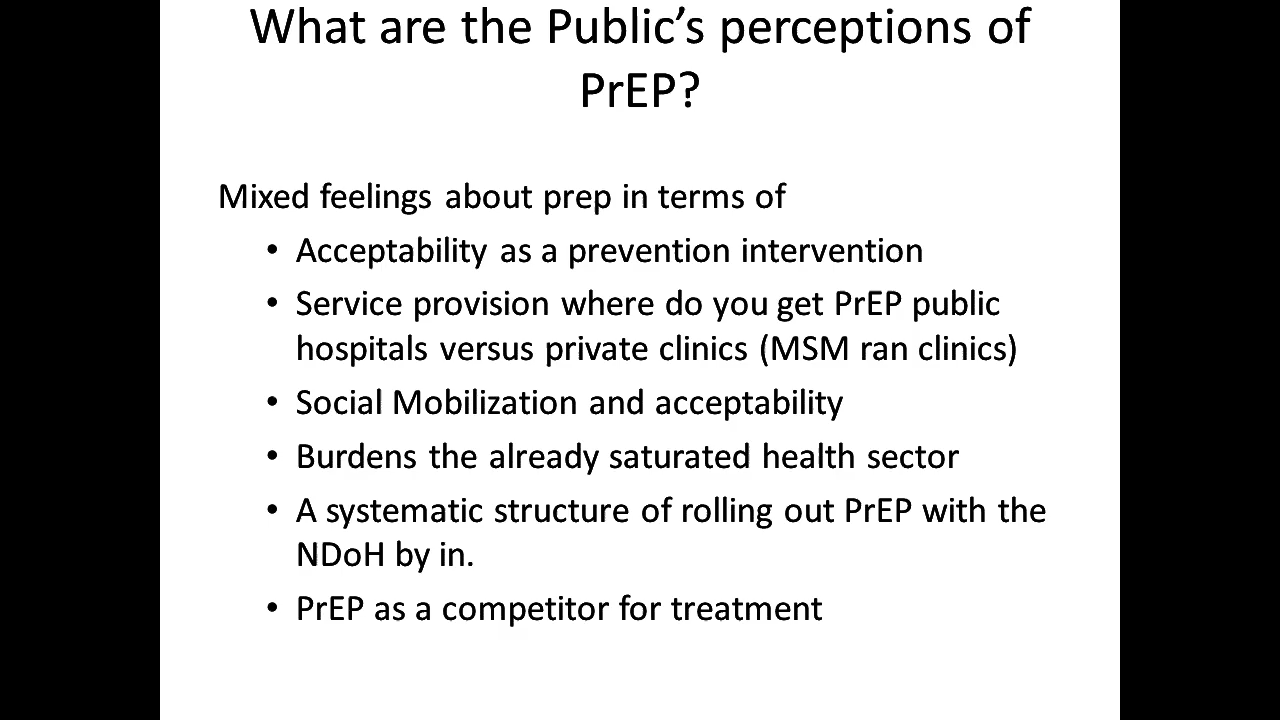 What are the Public’s perceptions of
PrEP?
Mixed feelings about prep in terms of
• Acceptability as a prevention intervention
• Service provision where do you get PrEP public
hospitals versus private clinics (MSM ran clinics)
• Social Mobilization and acceptability
• Burdens the already saturated health sector
• A systematic structure of rolling out PrEP with the
NDoH by in.
• PrEP as a competitor for treatment